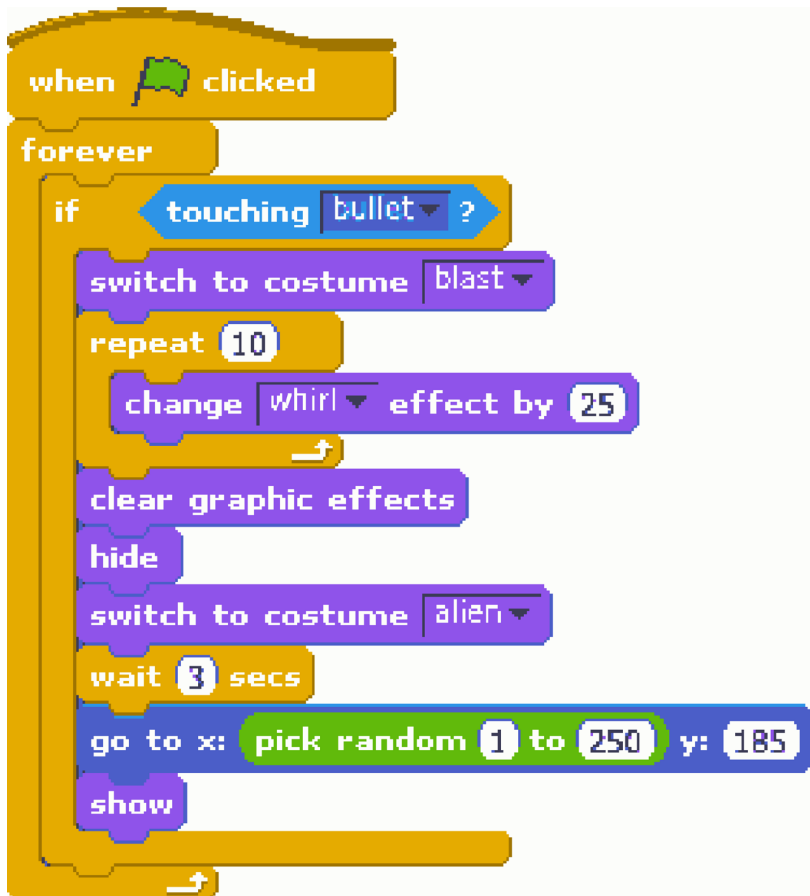 when clicked
forever
if touching bullet ?
switch to costume blast
repeat 10
change whirl effect by 25
clear graphic effects
hide
switch to costume alien
wait 3 secs
go to x: pick random 1 to 250 y: 185
show